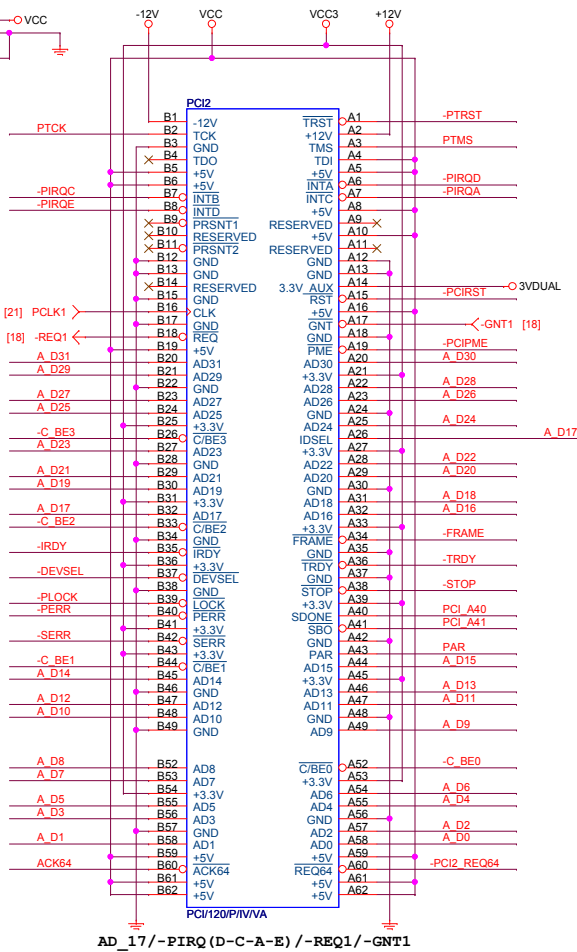 VCC
-12V VCC VCC3 +12V
PCI2
B1 -12V TRST A1 -PTRST
PTCK B2 TCK +12V A2
B3 GND TMS A3 PTMS
B4 TDO TDI A4
B5 +5V +5V A5
B6 +5V INTA A6 -PIRQD
-PIRQC B7 INTB INTC A7 -PIRQA
-PIRQE B8 INTD +5V A8
B9 PRSNT1 RESERVED A9
B10 RESERVED +5V A10
B11 PRSNT2 RESERVED A11
B12 GND GND A12
B13 GND GND A13
B14 RESERVED 3.3V_AUX A14 3VDUAL
B15 GND RST A15 -PCIRST
[21] PCLK1 B16 CLK +5V A16
B17 GND GNT A17 -GNT1 [18]
[18] -REQ1 B18 REQ GND A18
B19 +5V PME A19 -PCIPME
A_D31 B20 AD31 AD30 A20 A_D30
A_D29 B21 AD29 +3.3V A21
B22 GND AD28 A22 A_D28
A_D27 B23 AD27 AD26 A23 A_D26
A_D25 B24 AD25 GND A24
B25 +3.3V AD24 A25 A_D24
-C_BE3 B26 C/BE3 IDSEL A26 A_D17
A_D23 B27 AD23 +3.3V A27
B28 GND AD22 A28 A_D22
A_D21 B29 AD21 AD20 A29 A_D20
A_D19 B30 AD19 GND A30
B31 +3.3V AD18 A31 A_D18
A_D17 B32 AD17 AD16 A32 A_D16
-C_BE2 B33 C/BE2 +3.3V A33
B34 GND FRAME A34 -FRAME
-IRDY B35 IRDY GND A35
B36 +3.3V TRDY A36 -TRDY
-DEVSEL B37 DEVSEL GND A37
B38 GND STOP A38 -STOP
-PLOCK B39 LOCK +3.3V A39
-PERR B40 PERR SDONE A40 PCI_A40
B41 +3.3V SBO A41 PCI_A41
-SERR B42 SERR GND A42
B43 +3.3V PAR A43 PAR
-C_BE1 B44 C/BE1 AD15 A44 A_D15
A_D14 B45 AD14 +3.3V A45
B46 GND AD13 A46 A_D13
A_D12 B47 AD12 AD11 A47 A_D11
A_D10 B48 AD10 GND A48
B49 GND AD9 A49 A_D9
A_D8 B52 AD8 C/BE0 A52 -C_BE0
A_D7 B53 AD7 +3.3V A53
B54 +3.3V AD6 A54 A_D6
A_D5 B55 AD5 AD4 A55 A_D4
A_D3 B56 AD3 GND A56
B57 GND AD2 A57 A_D2
A_D1 B58 AD1 AD0 A58 A_D0
B59 +5V +5V A59
ACK64 B60 ACK64 REQ64 A60 -PCI2_REQ64
B61 +5V +5V A61
B62 +5V +5V A62
PCI/120/P/IV/VA
AD_17/-PIRQ(D-C-A-E)/-REQ1/-GNT1